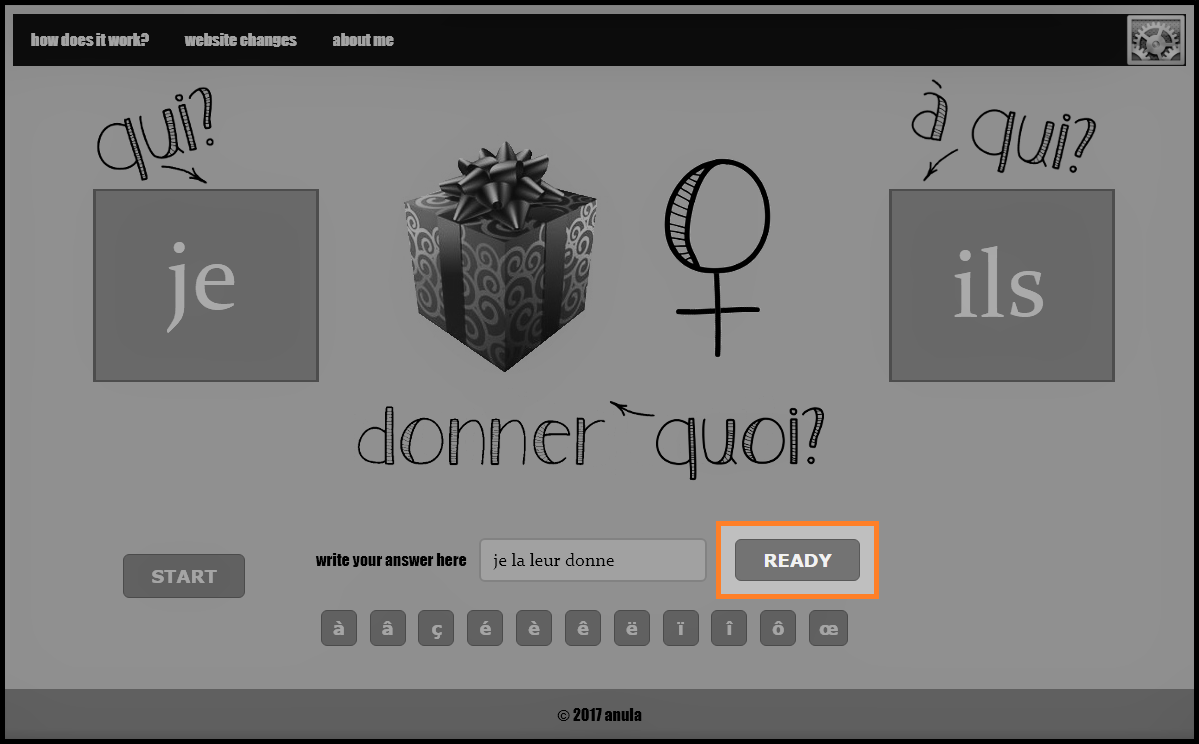 how does it work? website changes about me
qui? à qui?
je ils
donner quoi?
write your answer here je la leur donne READY
START
à â ç é è ê ë ï î ô œ
© 2017 anula